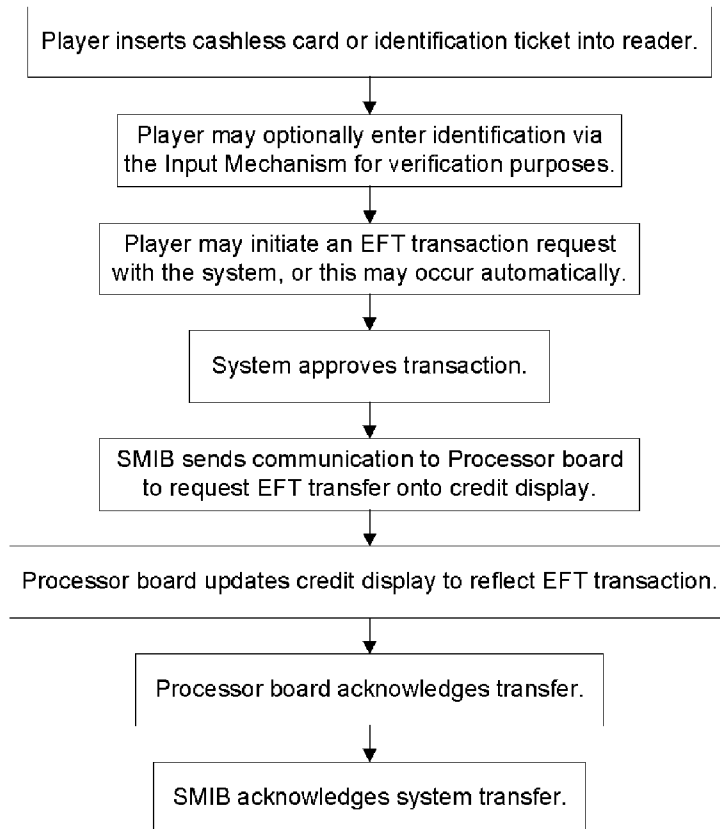 Player inserts cashless card or identification ticket into reader.
Player may optionally enter identification via
the Input Mechanism for verification purposes.
Player may initiate an EFT transaction request
with the system, or this may occur automatically.
System approves transaction.
SMIB sends communication to Processor board
to request EFT transfer onto credit display.
Processor board updates credit display to reflect EFT transaction.
Processor board acknowledges transfer.
SMIB acknowledges system transfer.